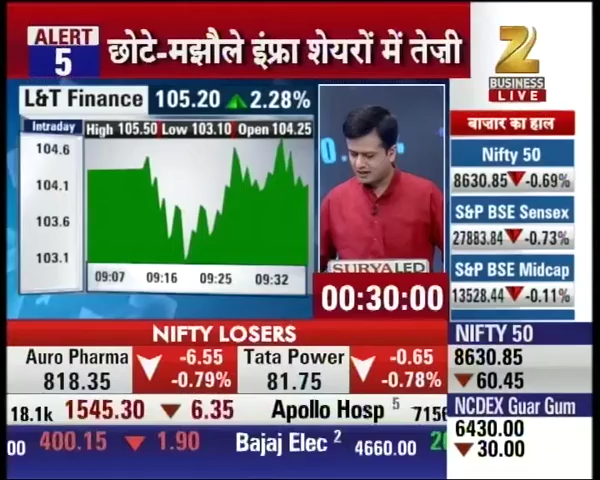 ALERT 5
छोटे-मझौले इंफ्रा शेयरों में तेज़ी
Z
BUSINESS
LIVE
L&T Finance 105.20 2.28%
Intraday High 105.50 Low 103.10 Open 104.25
104.6
104.1
103.6
103.1
09:07 09:16 09:25 09:32
SURYA LED
00:30:00
बाजार का हाल
Nifty 50
8630.85 -0.69%
S&P BSE Sensex
27883.84 -0.73%
S&P BSE Midcap
13528.44 -0.11%
NIFTY LOSERS
Auro Pharma -6.55 Tata Power -0.65
818.35 -0.79% 81.75 -0.78%
18.1k 1545.30 6.35 Apollo Hosp 5 715
00 400.15 1.90 Bajaj Elec 2 4660.00 20
NIFTY 50
8630.85
60.45
NCDEX Guar Gum
6430.00
30.00